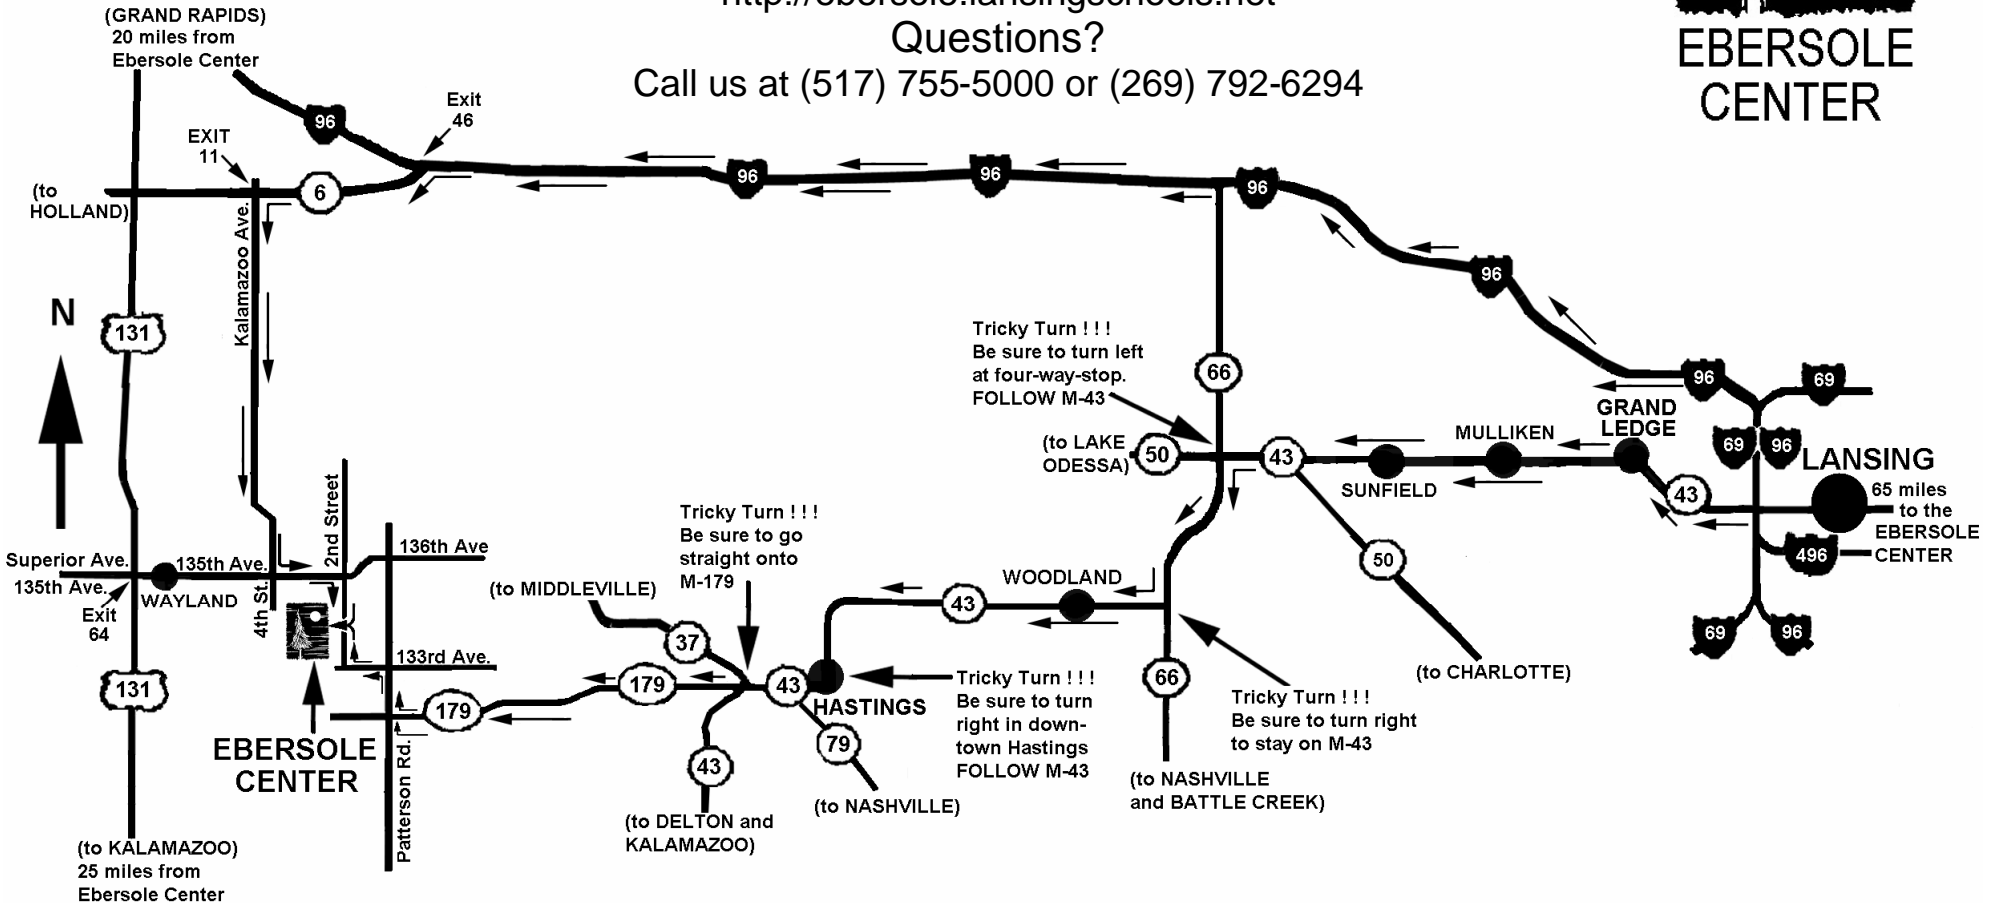 http://ebersole.lansingschools.net
Questions?
Call us at (517) 755-5000 or (269) 792-6294
EBERSOLE
CENTER
(GRAND RAPIDS)
20 miles from
Ebersole Center
96
Exit
46
EXIT
11
(to
HOLLAND)
6
96
96
96
96
Kalamazoo Ave.
N
131
Tricky Turn ! ! !
Be sure to turn left
at four-way-stop.
FOLLOW M-43
66
96
69
GRAND
LEDGE
MULLIKEN
69
96
LANSING
65 miles
to the
EBERSOLE
CENTER
(to LAKE
ODESSA)
50
43
SUNFIELD
43
496
50
(to CHARLOTTE)
69
96
2nd Street
Tricky Turn ! ! !
Be sure to go
straight onto
M-179
136th Ave
Superior Ave.
135th Ave.
135th Ave.
WAYLAND
Exit
64
4th St.
(to MIDDLEVILLE)
WOODLAND
43
37
133rd Ave.
131
179
179
43
HASTINGS
Tricky Turn ! ! !
Be sure to turn
right in down-
town Hastings
FOLLOW M-43
66
Tricky Turn ! ! !
Be sure to turn right
to stay on M-43
EBERSOLE
CENTER
Patterson Rd.
43
79
(to NASHVILLE)
(to NASHVILLE
and BATTLE CREEK)
(to DELTON and
KALAMAZOO)
(to KALAMAZOO)
25 miles from
Ebersole Center